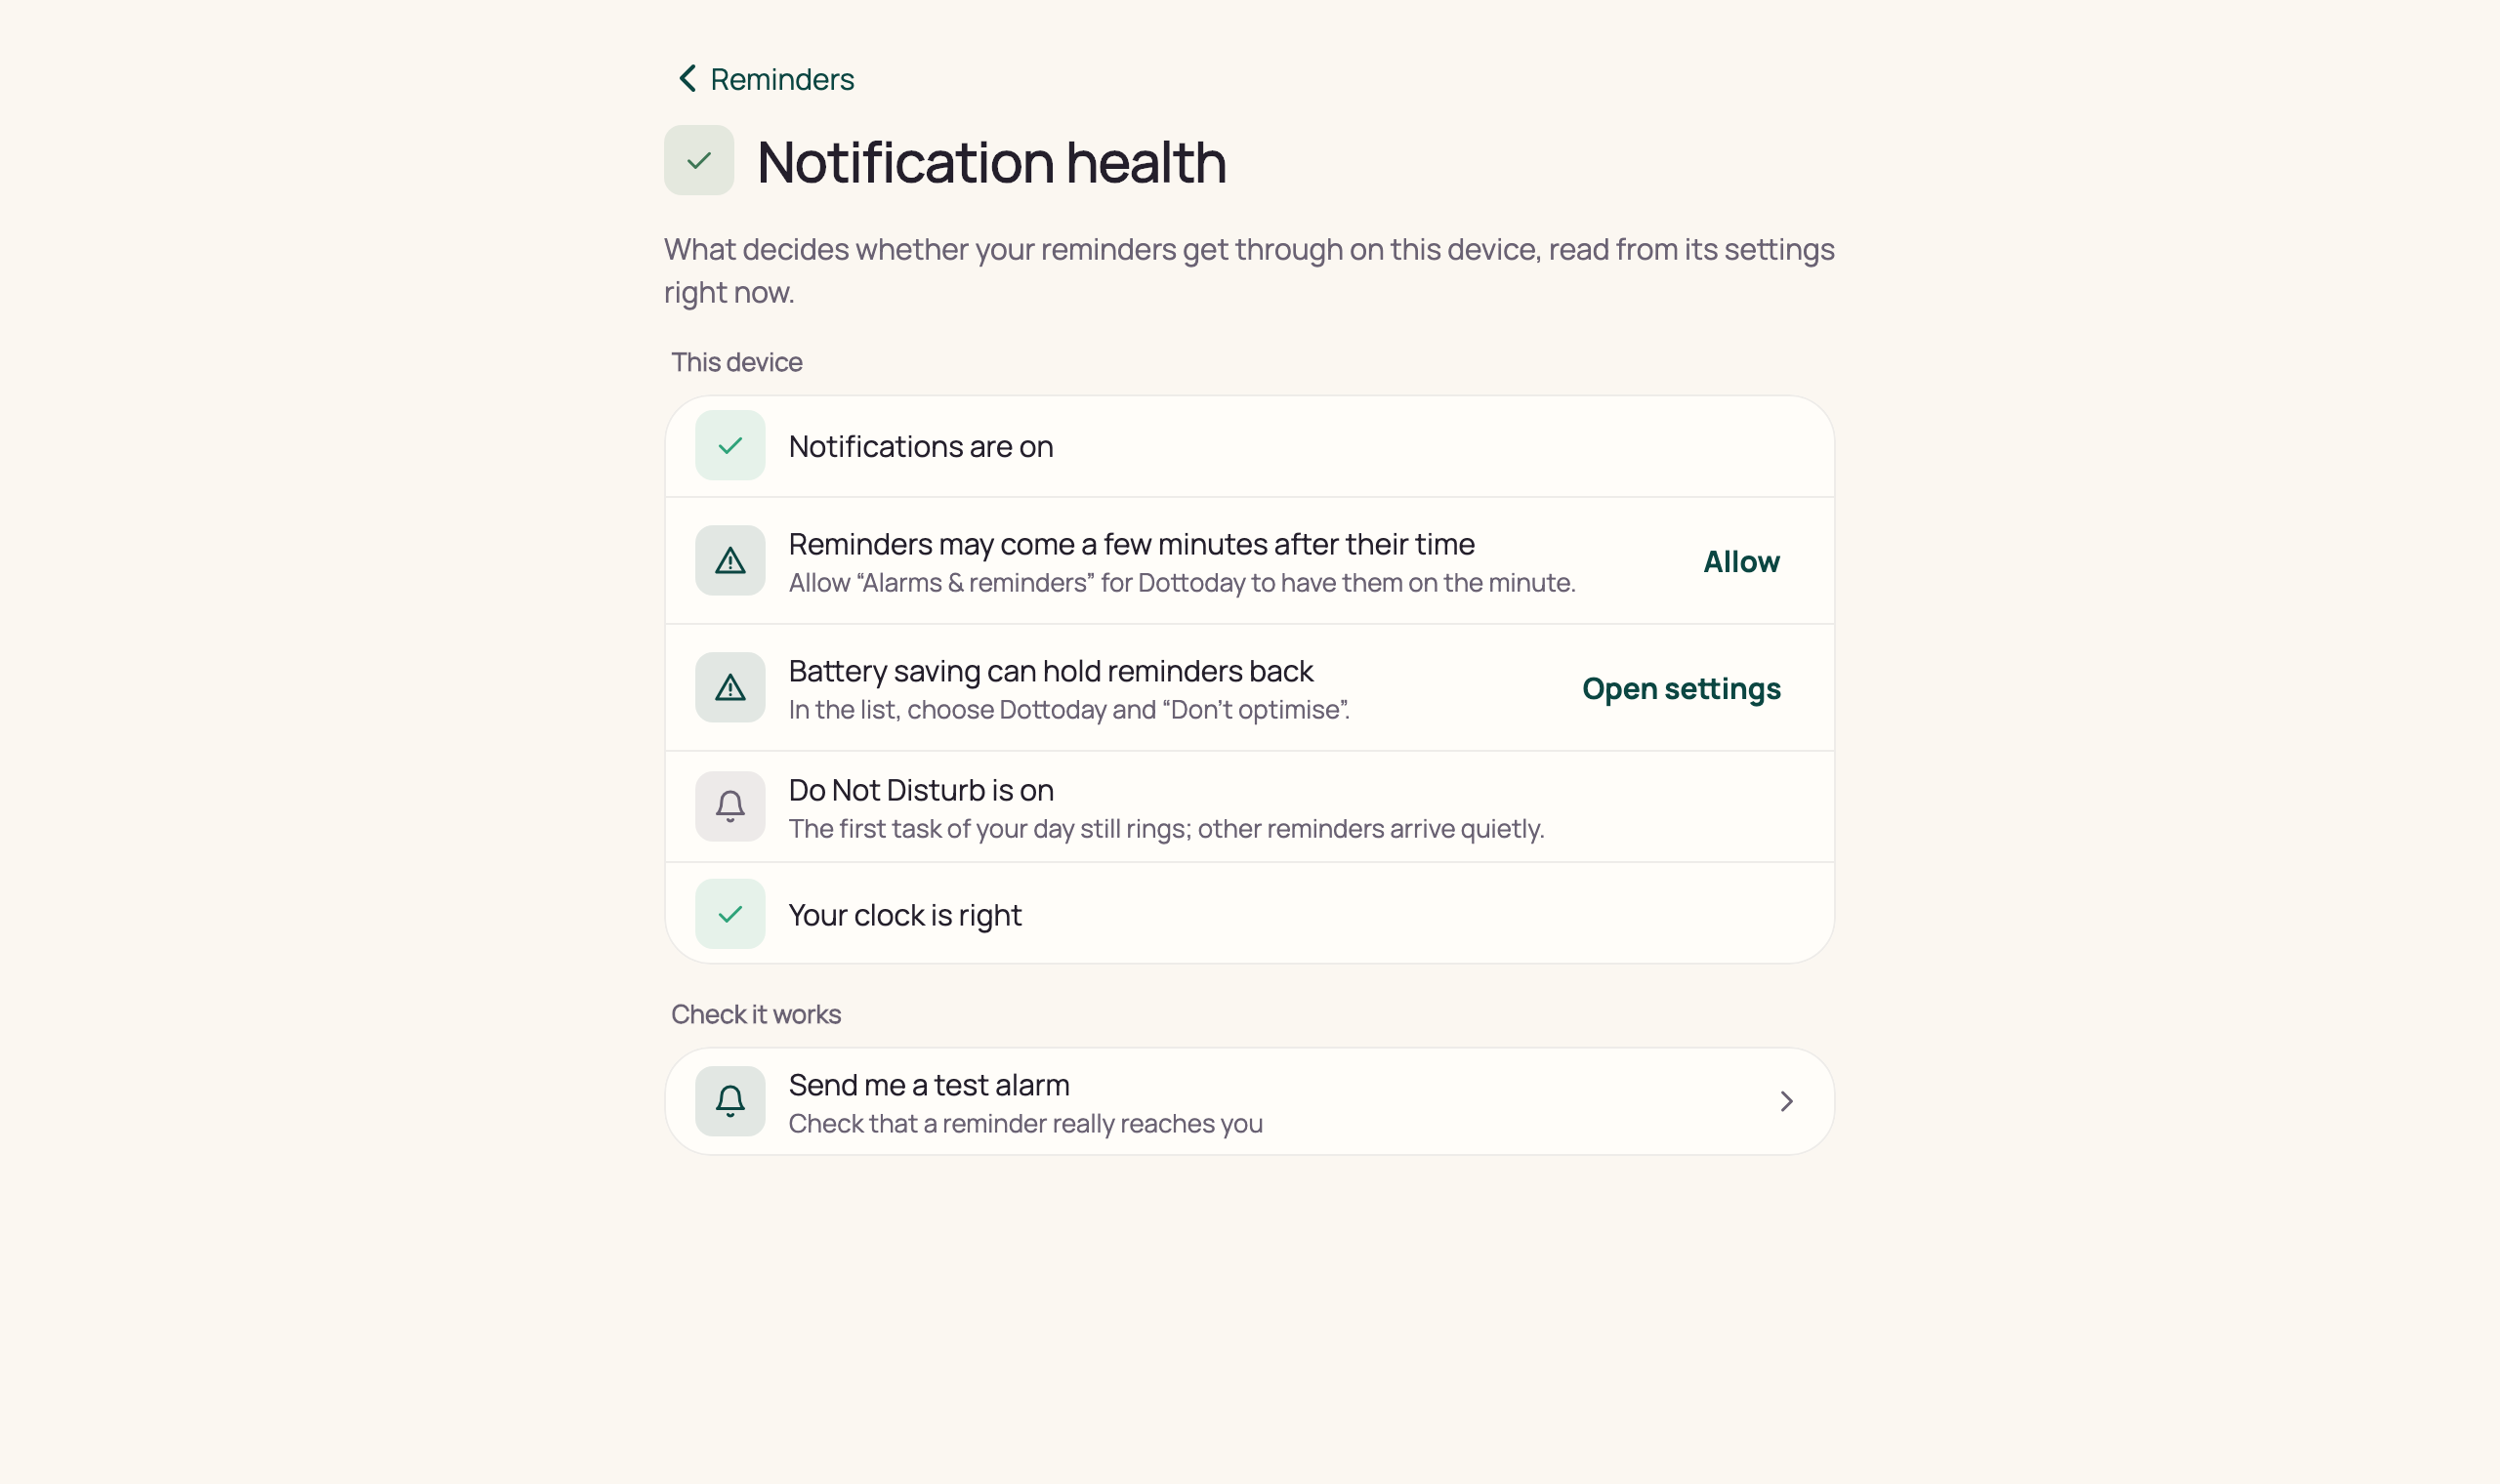 Reminders
Notification health
What decides whether your reminders get through on this device, read from its settings
right now.
This device
Notifications are on
Reminders may come a few minutes after their time
Allow “Alarms & reminders” for Dottoday to have them on the minute.
Allow
Battery saving can hold reminders back
In the list, choose Dottoday and “Don’t optimise”.
Open settings
Do Not Disturb is on
The first task of your day still rings; other reminders arrive quietly.
Your clock is right
Check it works
Send me a test alarm
Check that a reminder really reaches you